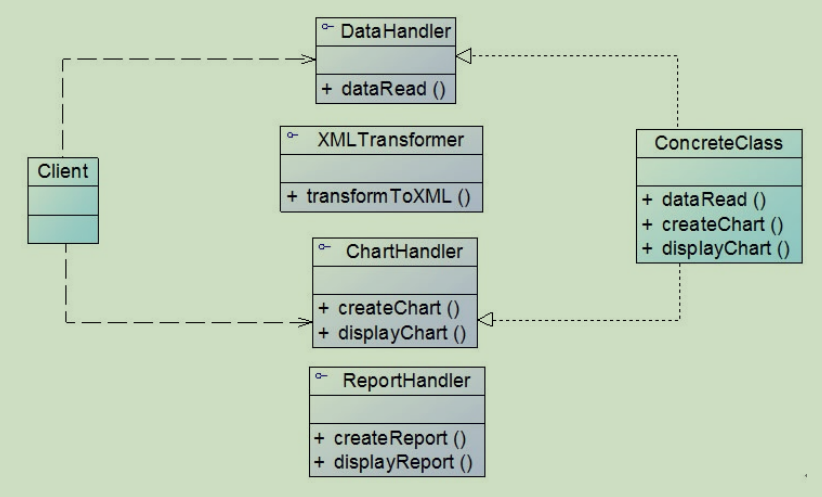 DataHandler
+ dataRead ()
XMLTransformer
+ transformToXML ()
Client
ConcreteClass
+ dataRead ()
+ createChart ()
+ displayChart ()
ChartHandler
+ createChart ()
+ displayChart ()
ReportHandler
+ createReport ()
+ displayReport ()